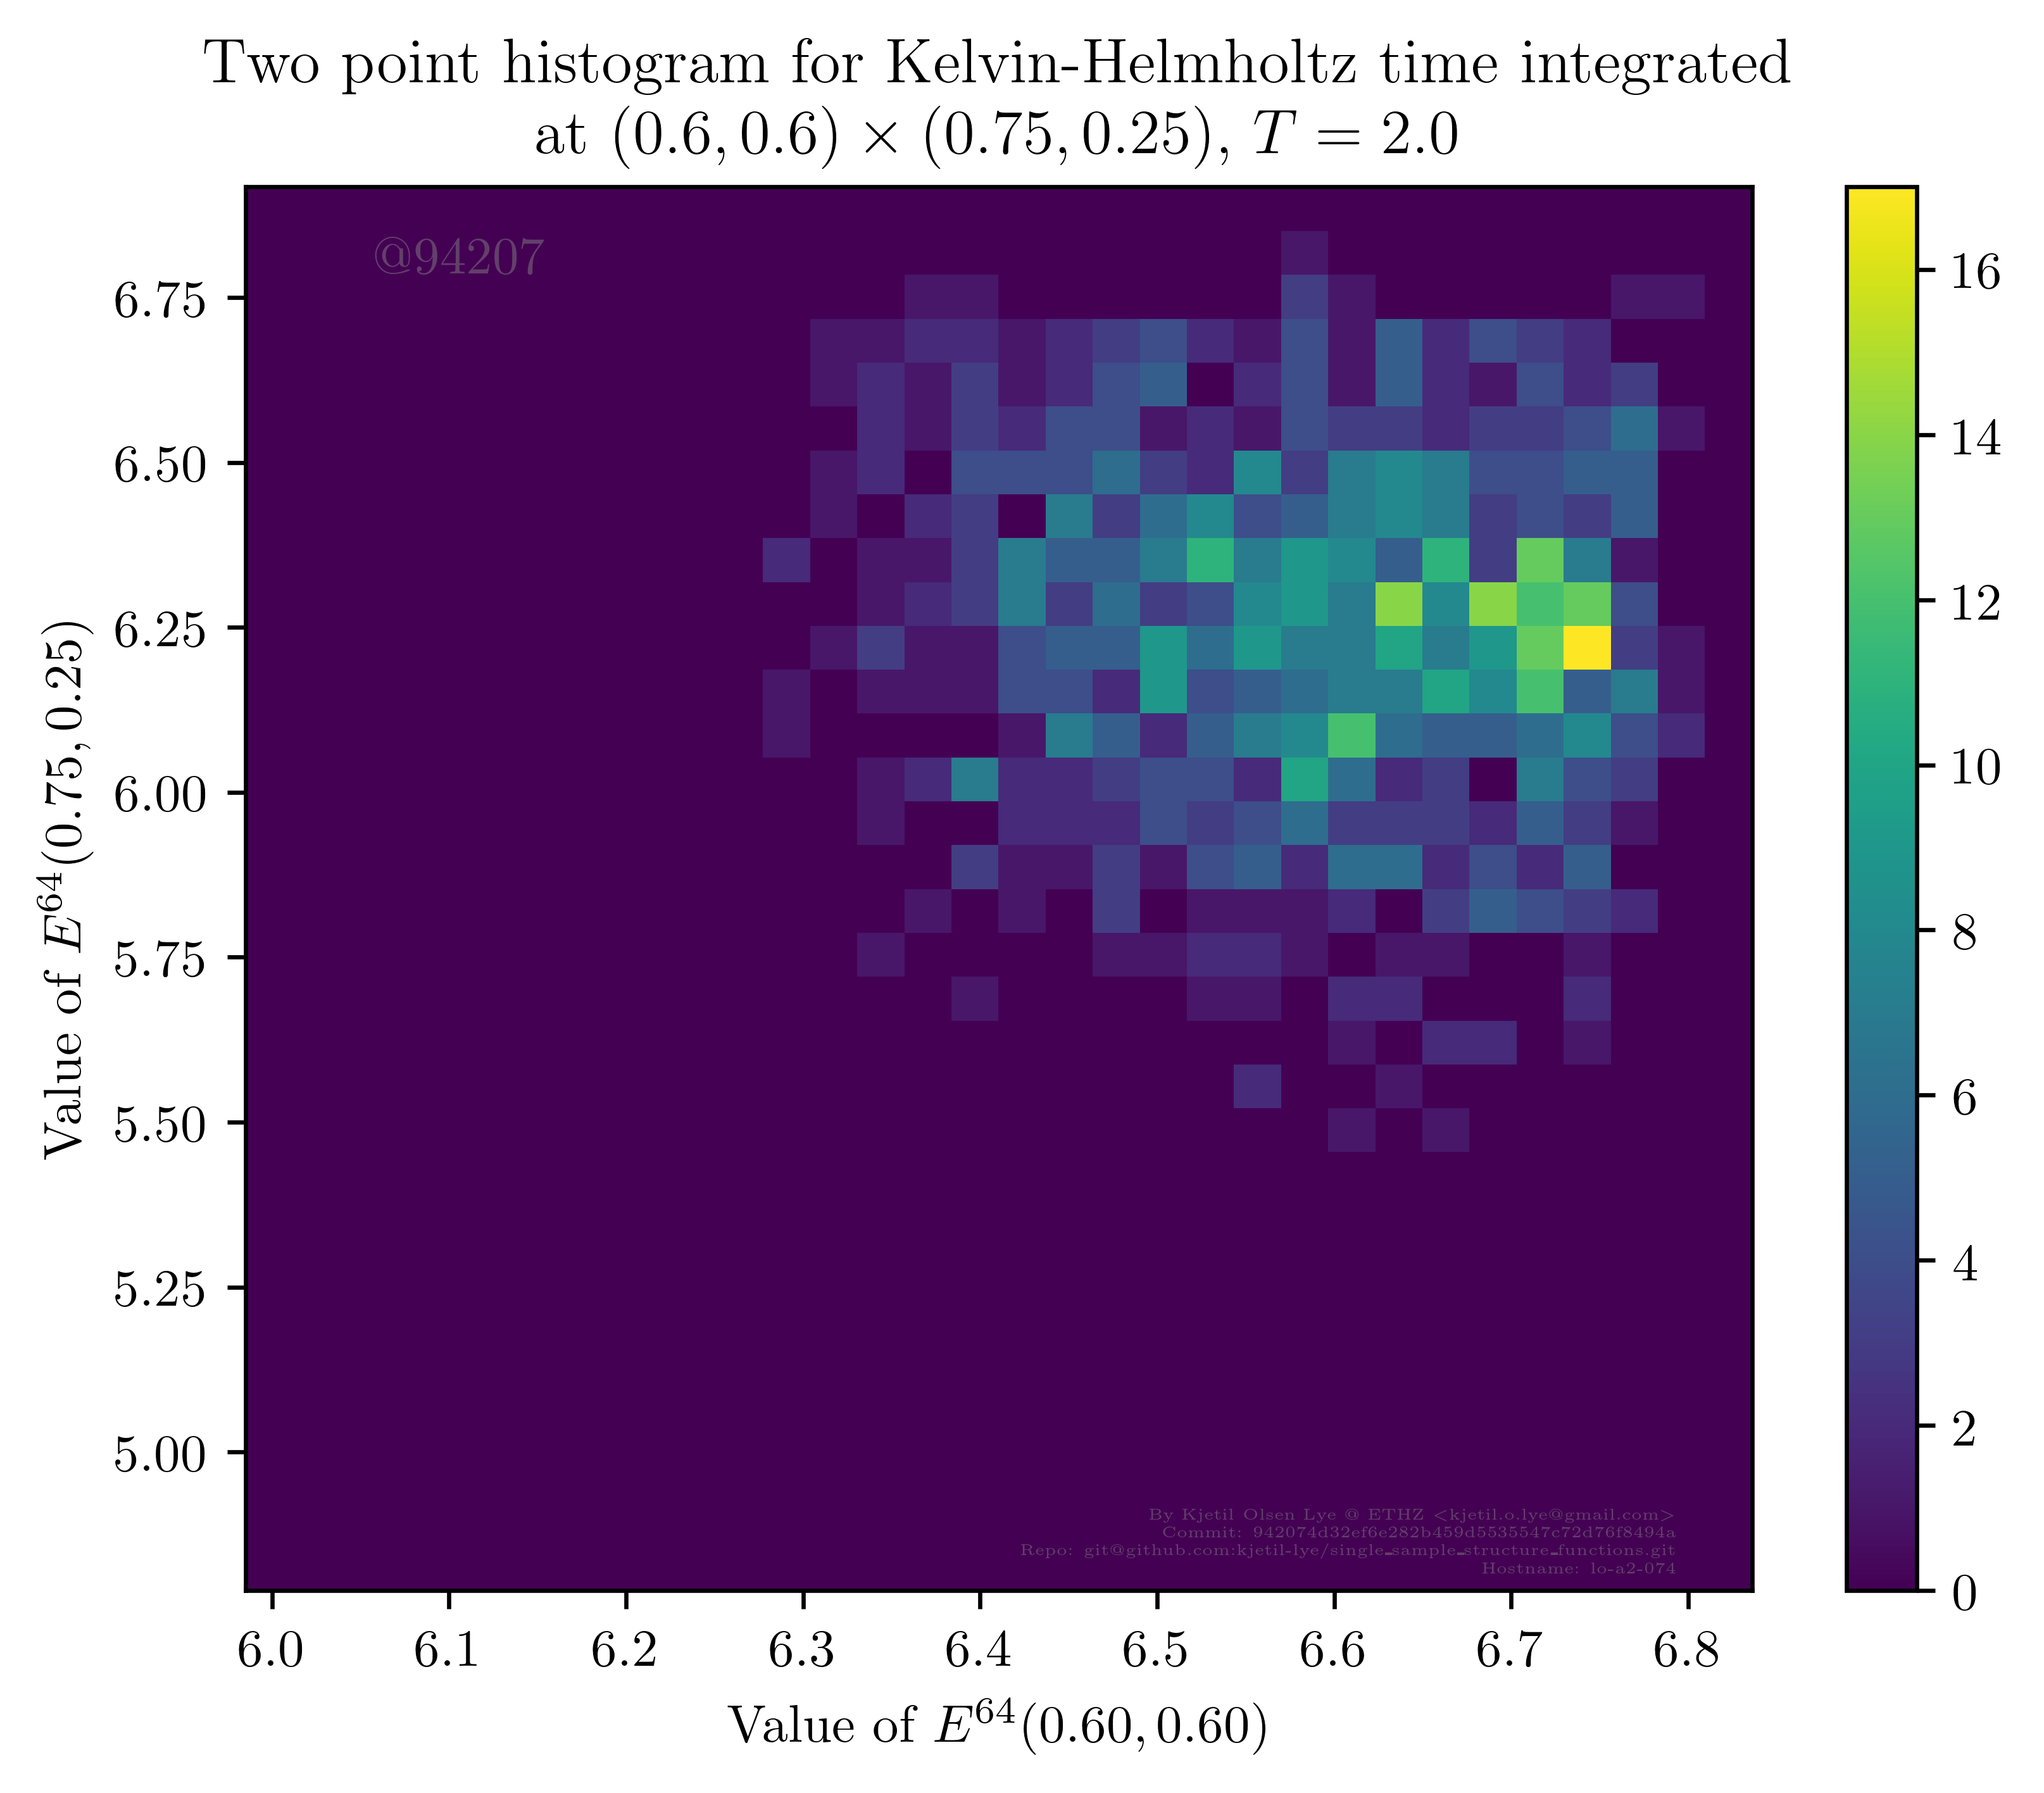 Two point histogram for Kelvin-Helmholtz time integrated
at (0.6, 0.6) × (0.75, 0.25), T = 2.0
@94207
6.75
6.50
6.25
6.00
5.75
5.50
5.25
5.00
Value of E^64(0.75, 0.25)
6.0 6.1 6.2 6.3 6.4 6.5 6.6 6.7 6.8
Value of E^64(0.60, 0.60)
16
14
12
10
8
6
4
2
0
By Kjetil Olsen Lye @ ETHZ <kjetil.o.lye@gmail.com>
Commit: 942074d32ef6e282b459d5535547c72d76f8494a
Repo: git@github.com:kjetil-lye/single_sample_structure_functions.git
Hostname: lo-a2-074